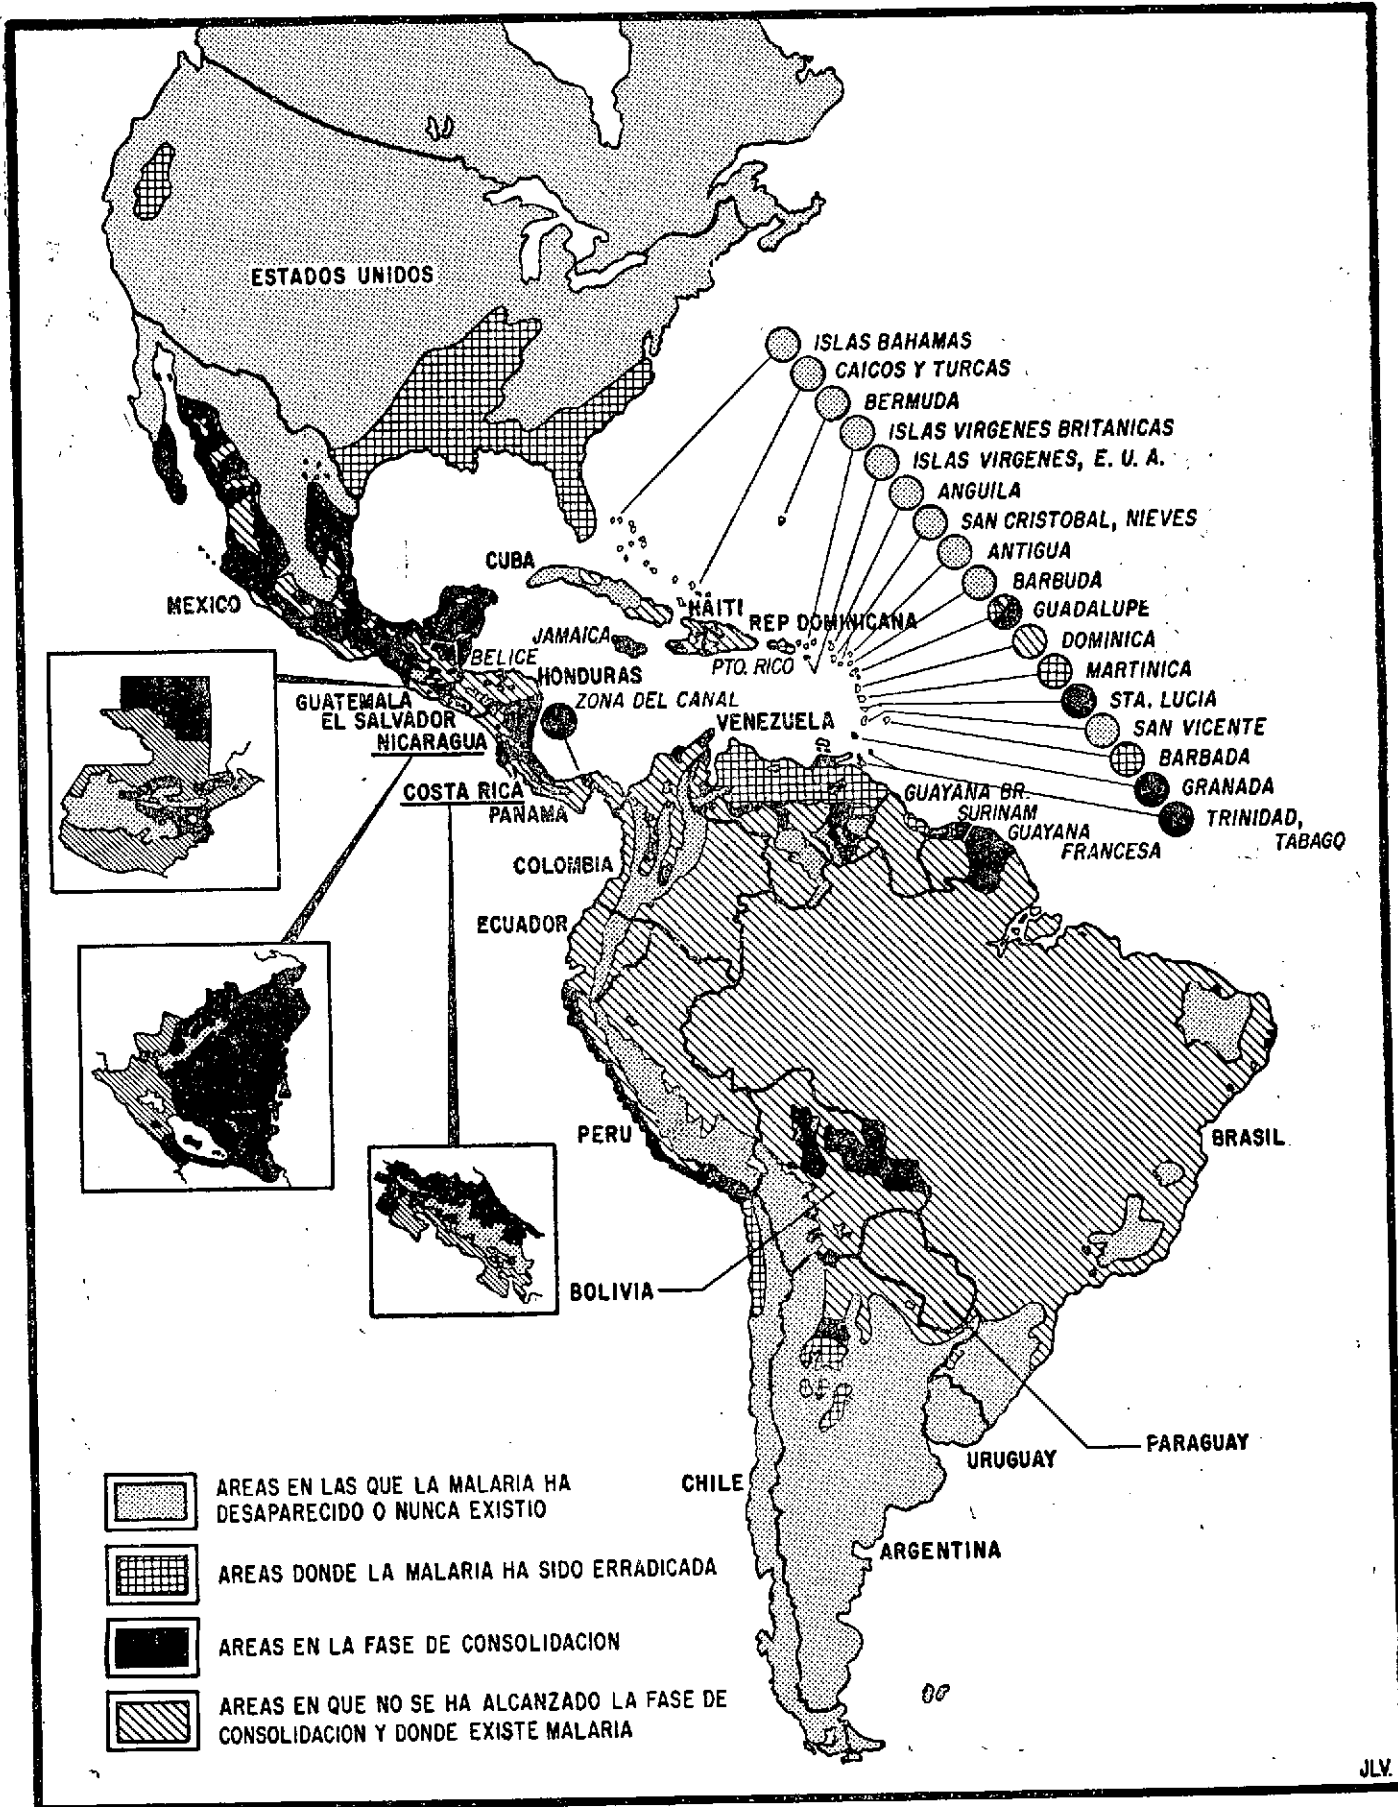 ESTADOS UNIDOS
ISLAS BAHAMAS
CAICOS Y TURCAS
BERMUDA
ISLAS VIRGENES BRITANICAS
ISLAS VIRGENES, E. U. A.
ANGUILA
SAN CRISTOBAL, NIEVES
ANTIGUA
BARBUDA
GUADALUPE
DOMINICA
MARTINICA
STA. LUCIA
SAN VICENTE
BARBADA
GRANADA
TRINIDAD,
TABAGO
CUBA
MEXICO
HAITI
REP DOMINICANA
JAMAICA
PTO. RICO
BELICE
HONDURAS
ZONA DEL CANAL
GUATEMALA
EL SALVADOR
NICARAGUA
COSTA RICA
PANAMA
VENEZUELA
GUAYANA BR.
SURINAM
GUAYANA
FRANCESA
COLOMBIA
ECUADOR
PERU
BRASIL
BOLIVIA
PARAGUAY
URUGUAY
CHILE
ARGENTINA
AREAS EN LAS QUE LA MALARIA HA
DESAPARECIDO O NUNCA EXISTIO
AREAS DONDE LA MALARIA HA SIDO ERRADICADA
AREAS EN LA FASE DE CONSOLIDACION
AREAS EN QUE NO SE HA ALCANZADO LA FASE DE
CONSOLIDACION Y DONDE EXISTE MALARIA
JLV.